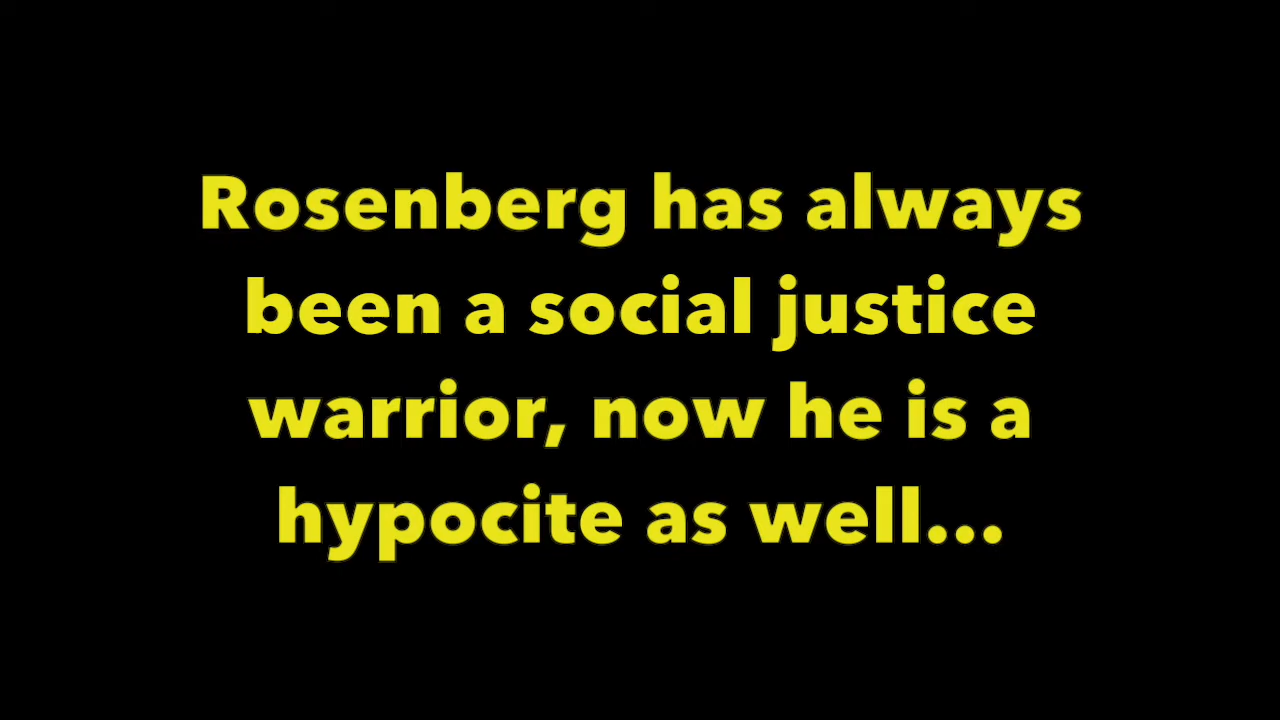 Rosenberg has always
been a social justice
warrior, now he is a
hypocite as well...